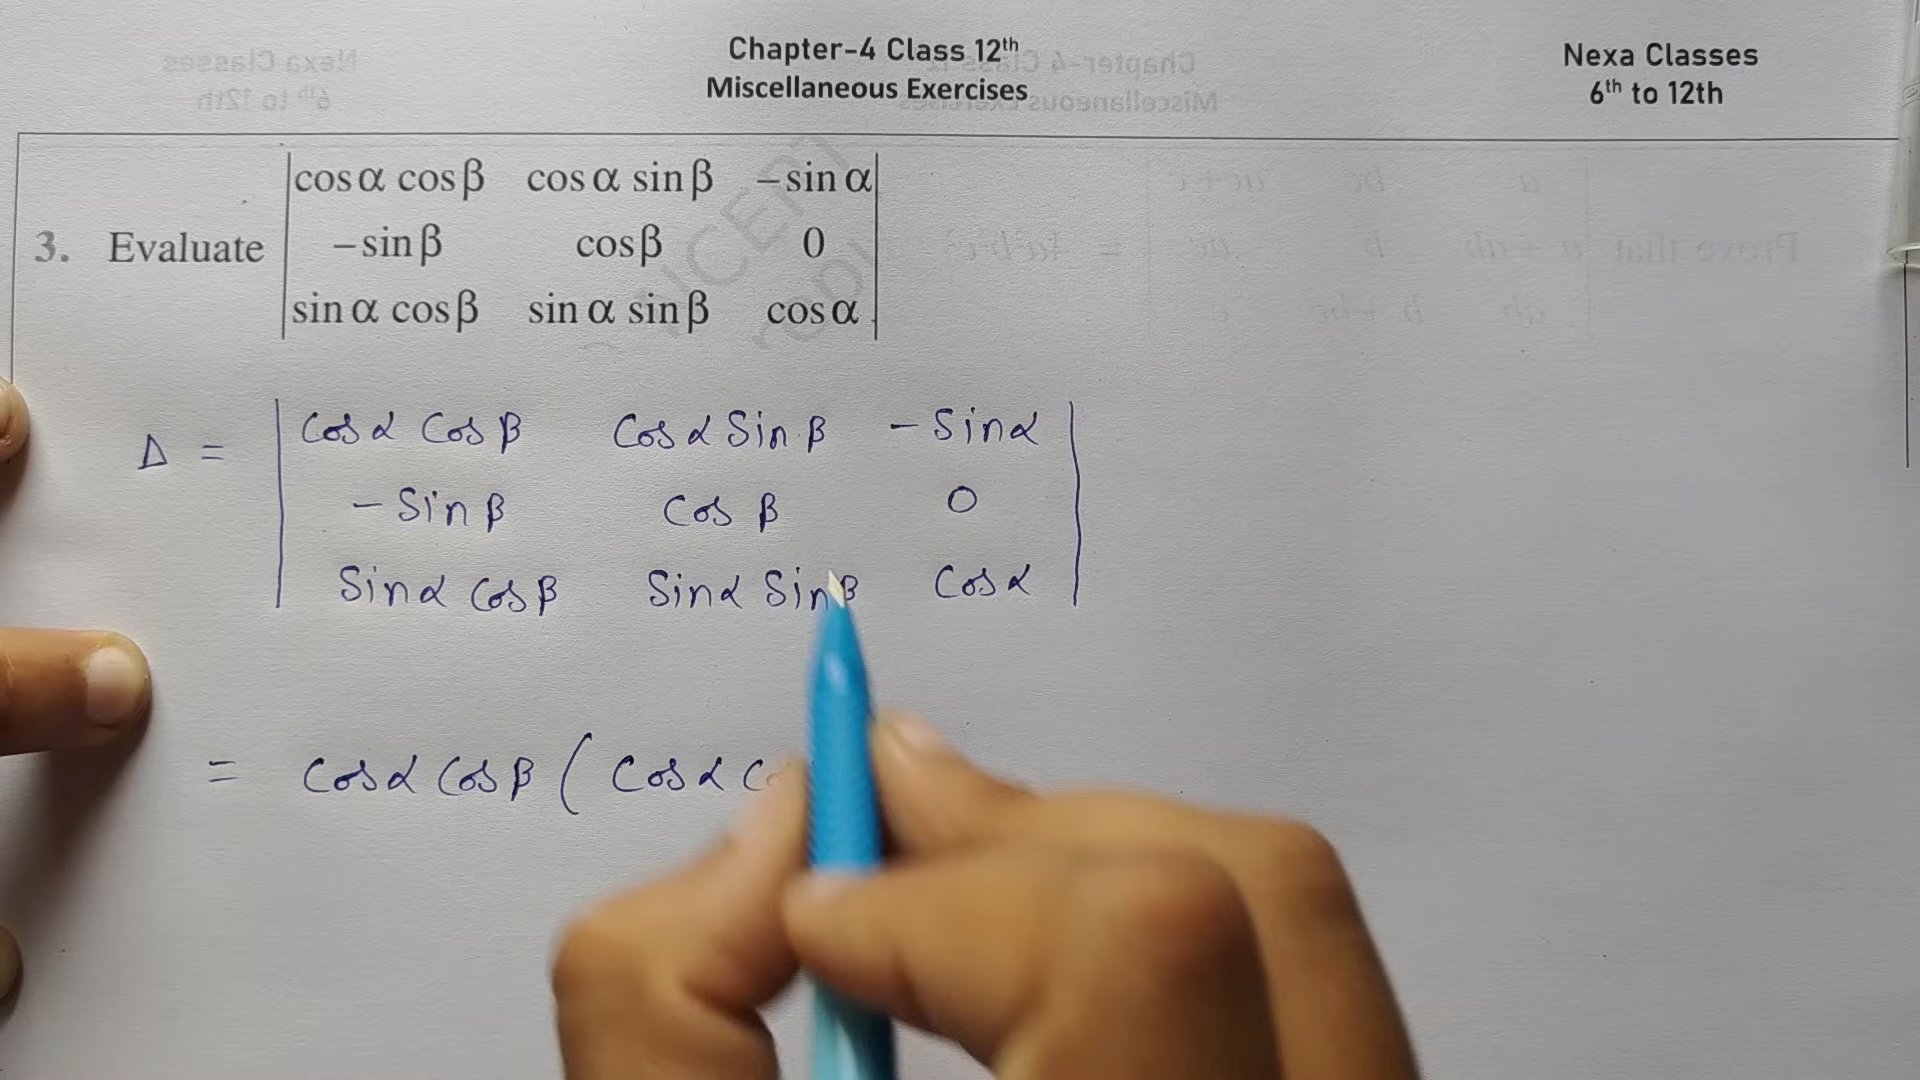 Chapter-4 Class 12th
Miscellaneous Exercises
Nexa Classes
6th to 12th
3. Evaluate
cos α cos β cos α sin β −sin α
−sin β cos β 0
sin α cos β sin α sin β cos α
Δ =
Cos α Cos β Cos α Sin β − Sin α
− Sin β Cos β 0
Sin α Cos β Sin α Sin β Cos α
= Cos α Cos β ( Cos α